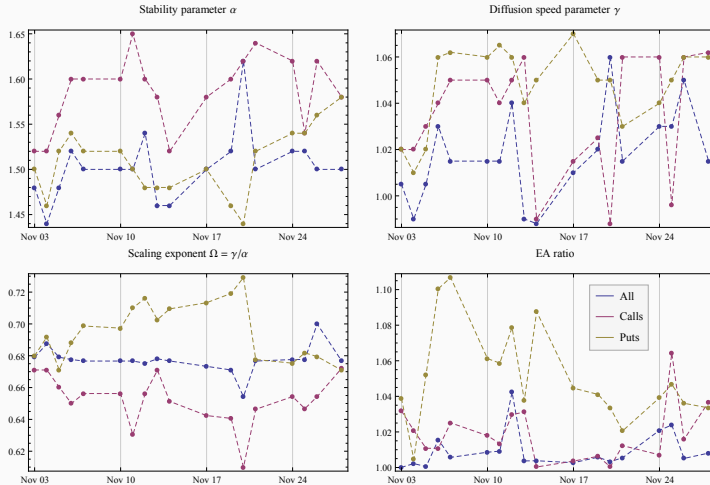 Stability parameter α
1.65
1.60
1.55
1.50
1.45
Nov 03 Nov 10 Nov 17 Nov 24
Diffusion speed parameter γ
1.06
1.04
1.02
1.00
Nov 03 Nov 10 Nov 17 Nov 24
Scaling exponent Ω = γ/α
0.72
0.70
0.68
0.66
0.64
0.62
Nov 03 Nov 10 Nov 17 Nov 24
EA ratio
1.10
1.08
1.06
1.04
1.02
1.00
Nov 03 Nov 10 Nov 17 Nov 24
All
Calls
Puts